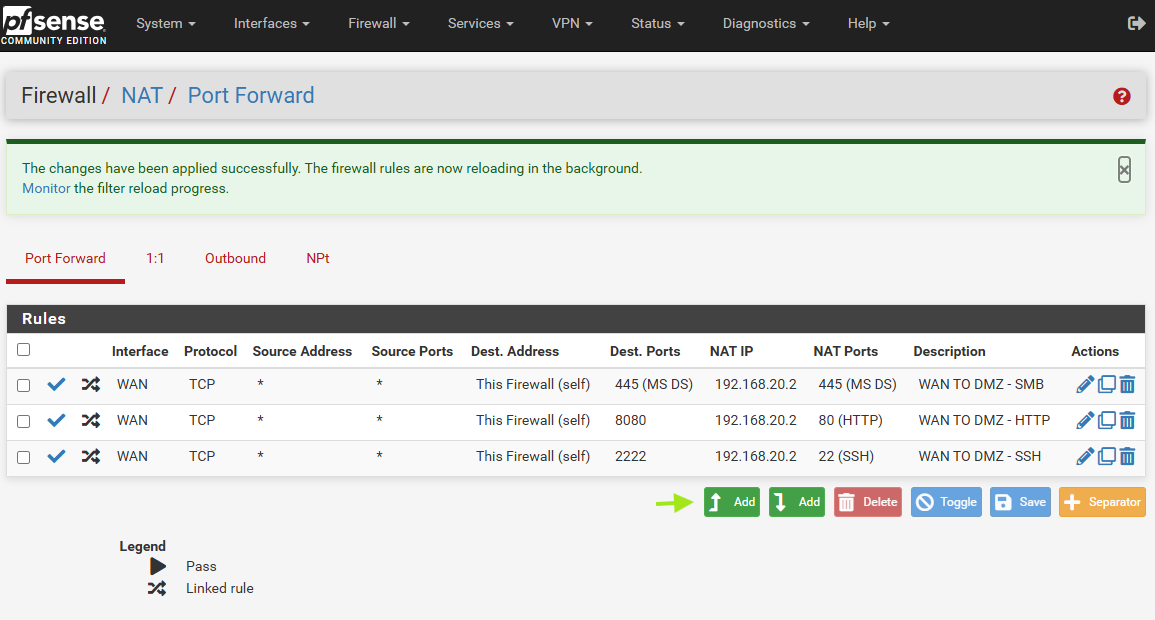 pfsense
COMMUNITY EDITION
System Interfaces Firewall Services VPN Status Diagnostics Help
Firewall / NAT / Port Forward
The changes have been applied successfully. The firewall rules are now reloading in the background.
Monitor the filter reload progress.
Port Forward 1:1 Outbound NPt
Rules
Interface Protocol Source Address Source Ports Dest. Address Dest. Ports NAT IP NAT Ports Description Actions
WAN TCP * * This Firewall (self) 445 (MS DS) 192.168.20.2 445 (MS DS) WAN TO DMZ - SMB
WAN TCP * * This Firewall (self) 8080 192.168.20.2 80 (HTTP) WAN TO DMZ - HTTP
WAN TCP * * This Firewall (self) 2222 192.168.20.2 22 (SSH) WAN TO DMZ - SSH
Add Add Delete Toggle Save Separator
Legend
Pass
Linked rule